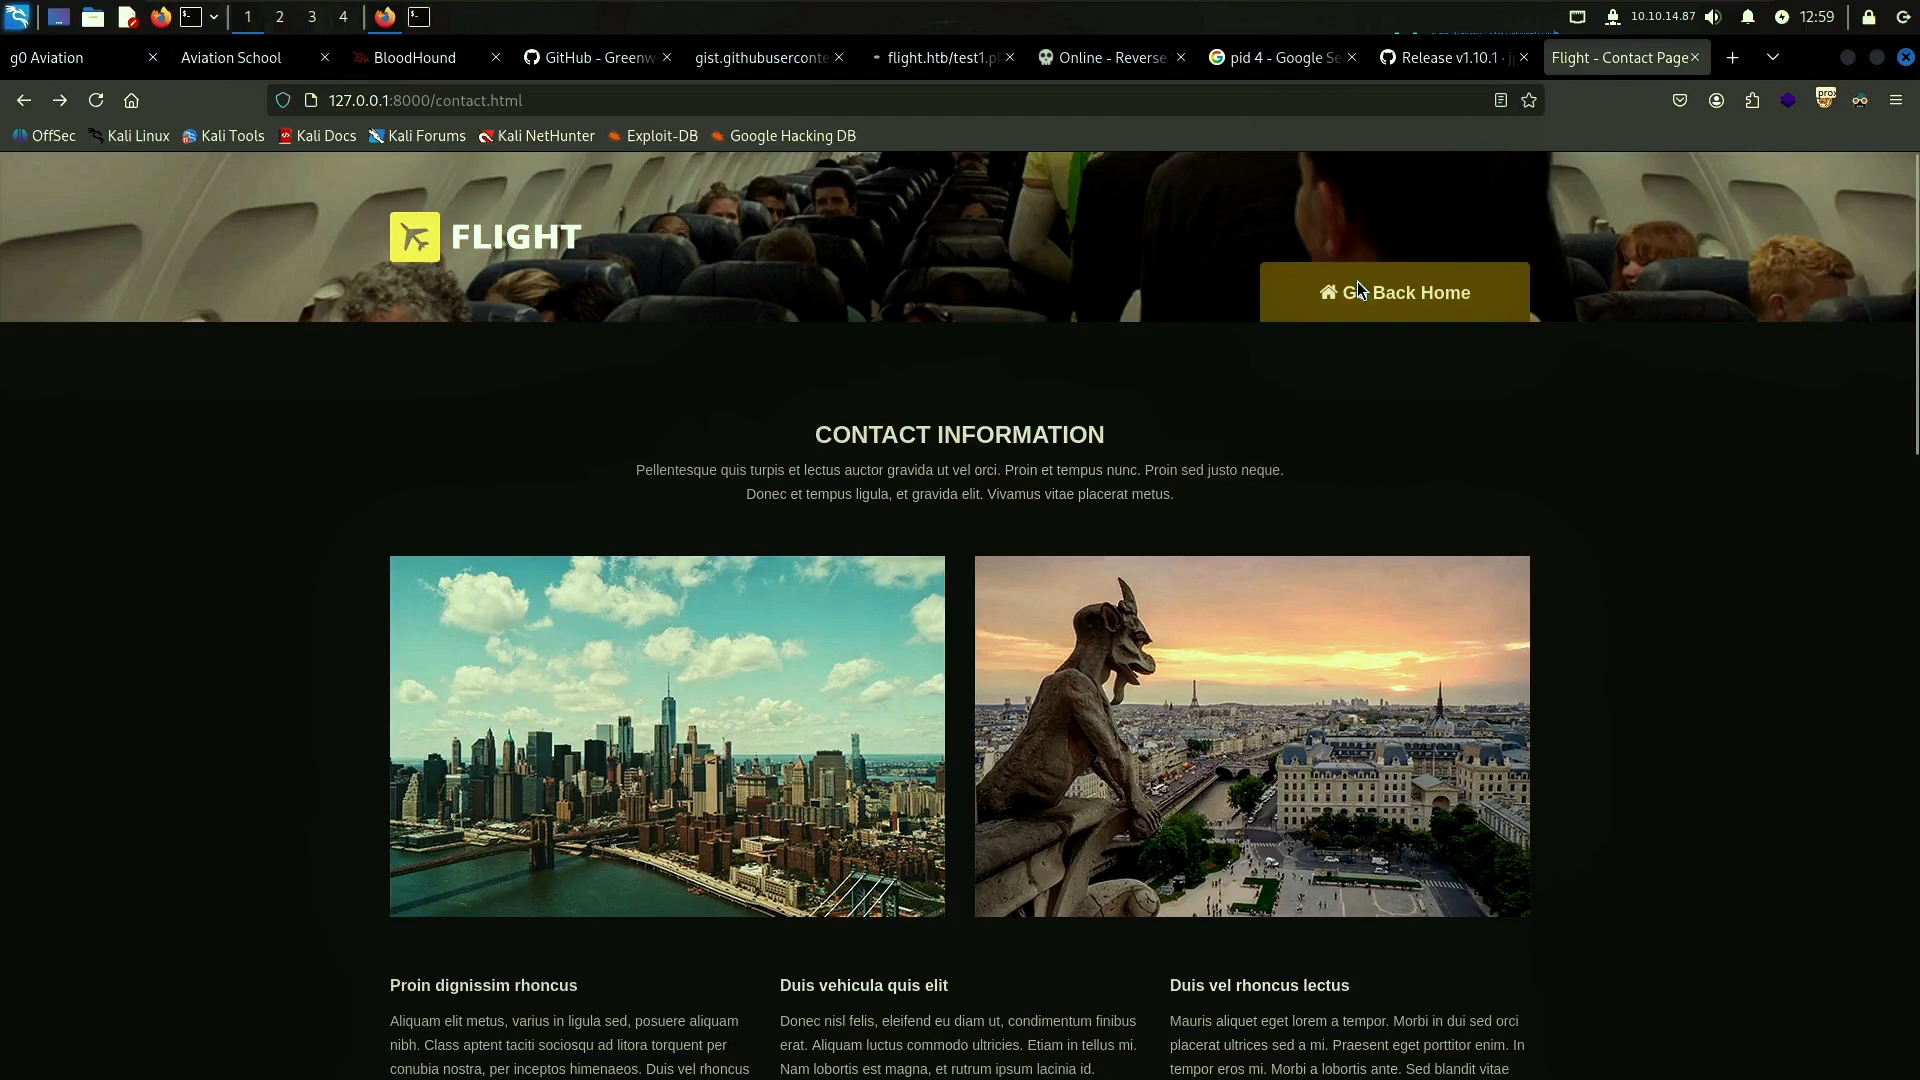 1 2 3 4
10.10.14.87 12:59
g0 Aviation
Aviation School
BloodHound
GitHub - Greenw
gist.githubuserconte
flight.htb/test1.p
Online - Reverse
pid 4 - Google Se
Release v1.10.1 · j
Flight - Contact Page
127.0.0.1:8000/contact.html
OffSec Kali Linux Kali Tools Kali Docs Kali Forums Kali NetHunter Exploit-DB Google Hacking DB
FLIGHT
Go Back Home
CONTACT INFORMATION
Pellentesque quis turpis et lectus auctor gravida ut vel orci. Proin et tempus nunc. Proin sed justo neque.
Donec et tempus ligula, et gravida elit. Vivamus vitae placerat metus.
Proin dignissim rhoncus
Aliquam elit metus, varius in ligula sed, posuere aliquam
nibh. Class aptent taciti sociosqu ad litora torquent per
conubia nostra, per inceptos himenaeos. Duis vel rhoncus
Duis vehicula quis elit
Donec nisl felis, eleifend eu diam ut, condimentum finibus
erat. Aliquam luctus commodo ultricies. Etiam in tellus mi.
Nam lobortis est magna, et rutrum ipsum lacinia id.
Duis vel rhoncus lectus
Mauris aliquet eget lorem a tempor. Morbi in dui sed orci
placerat ultrices sed a mi. Praesent eget porttitor enim. In
tempor eros mi. Morbi a lobortis ante. Sed blandit vitae